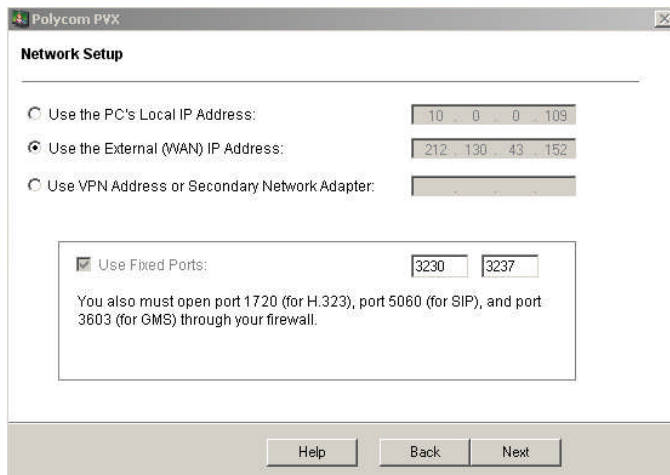 Polycom PVX
Network Setup
Use the PC's Local IP Address: 10 . 0 . 0 . 109
Use the External (WAN) IP Address: 212 . 130 . 43 . 152
Use VPN Address or Secondary Network Adapter: . . .
Use Fixed Ports: 3230 3237
You also must open port 1720 (for H.323), port 5060 (for SIP), and port
3603 (for GMS) through your firewall.
Help Back Next